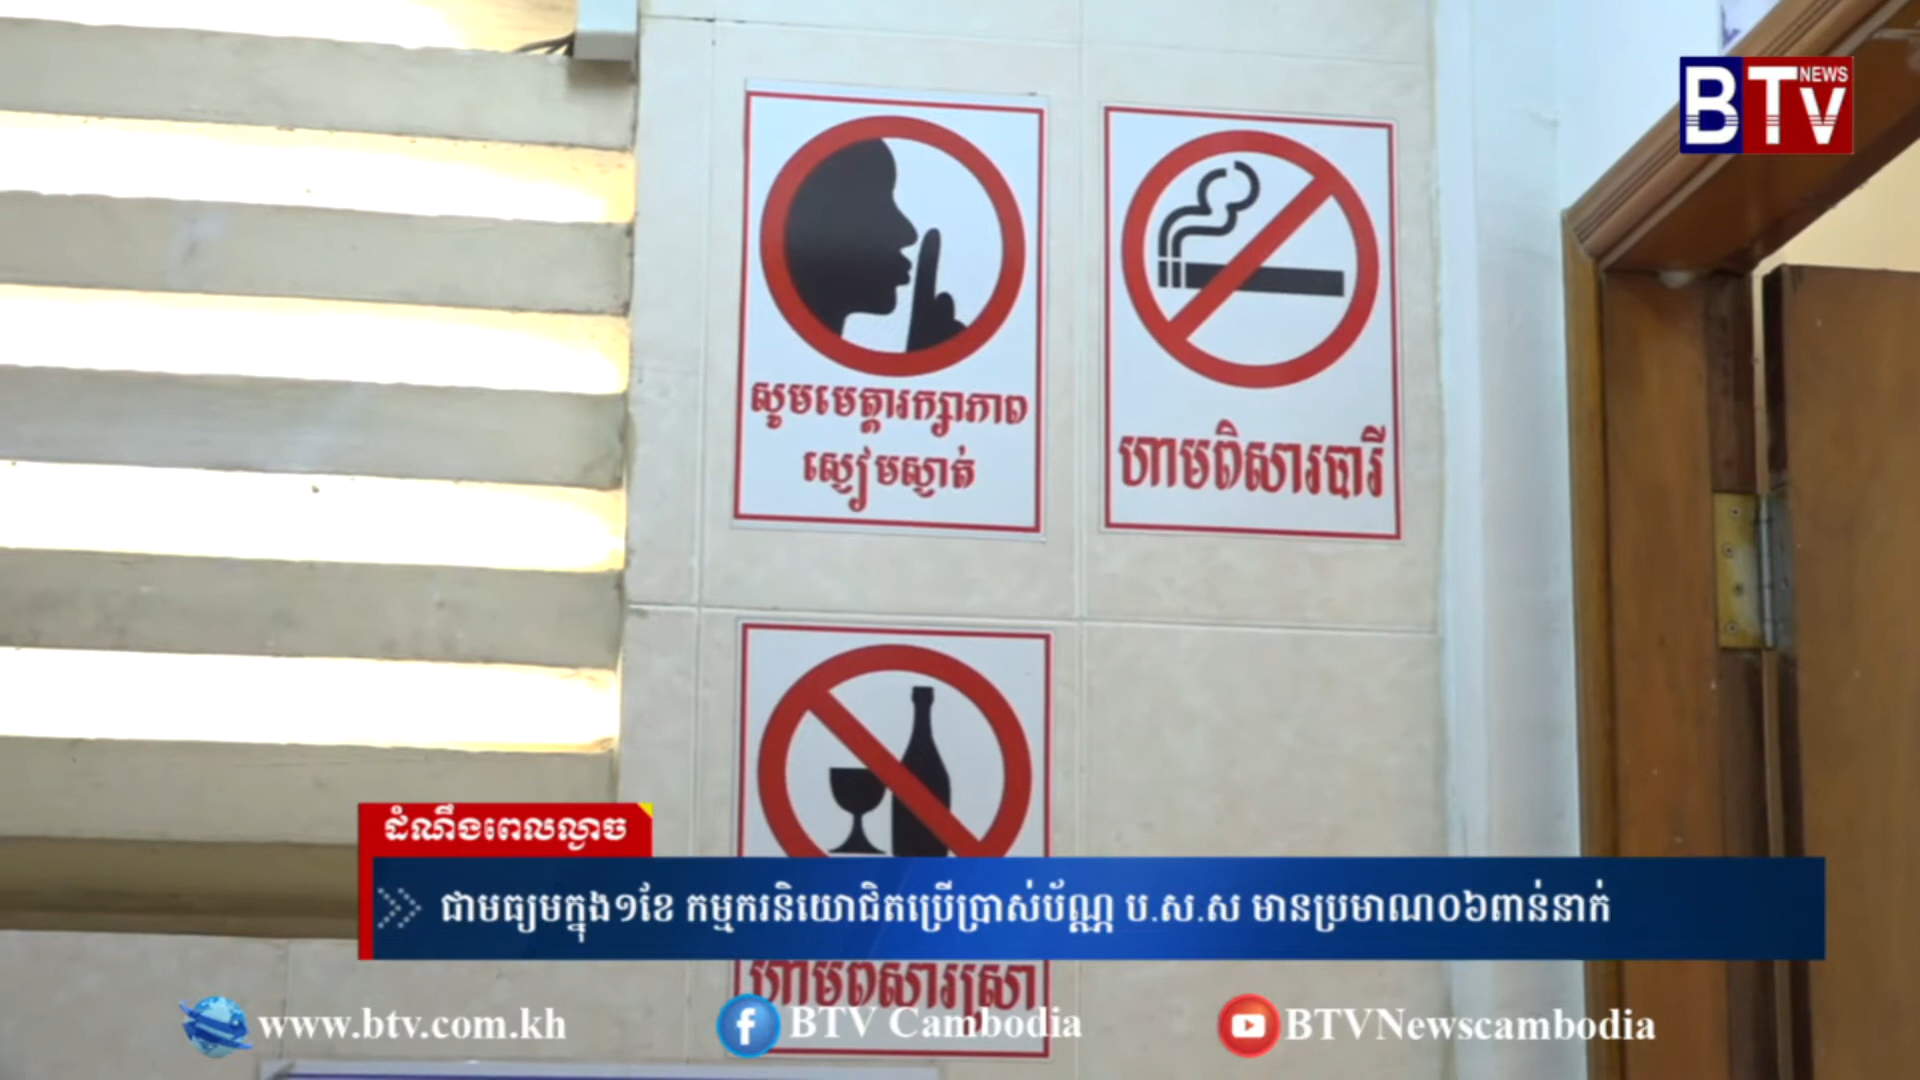 BTV NEWS
សូមមេត្តារក្សាភាព
ស្ងៀមស្ងាត់
ហាមពិសារបារី
ដំណឹងពេលល្ងាច
ជាមធ្យមក្នុង១ខែ កម្មករនិយោជិតប្រើប្រាស់ប័ណ្ណ ប.ស.ស មានប្រមាណ០៦ពាន់នាក់
ហាមពិសារស្រា
www.btv.com.kh
BTV Cambodia
BTVNewscambodia